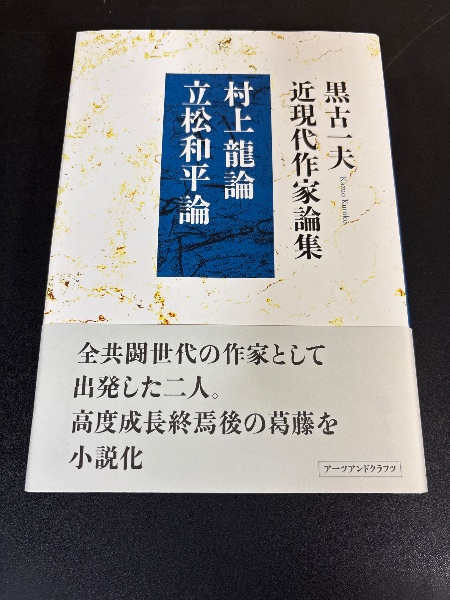 黒古一夫
Kazuo Kuroko
近現代作家論集
村上龍論
立松和平論
全共闘世代の作家として
出発した二人。
高度成長終焉後の葛藤を
小説化
アーツアンドクラフツ